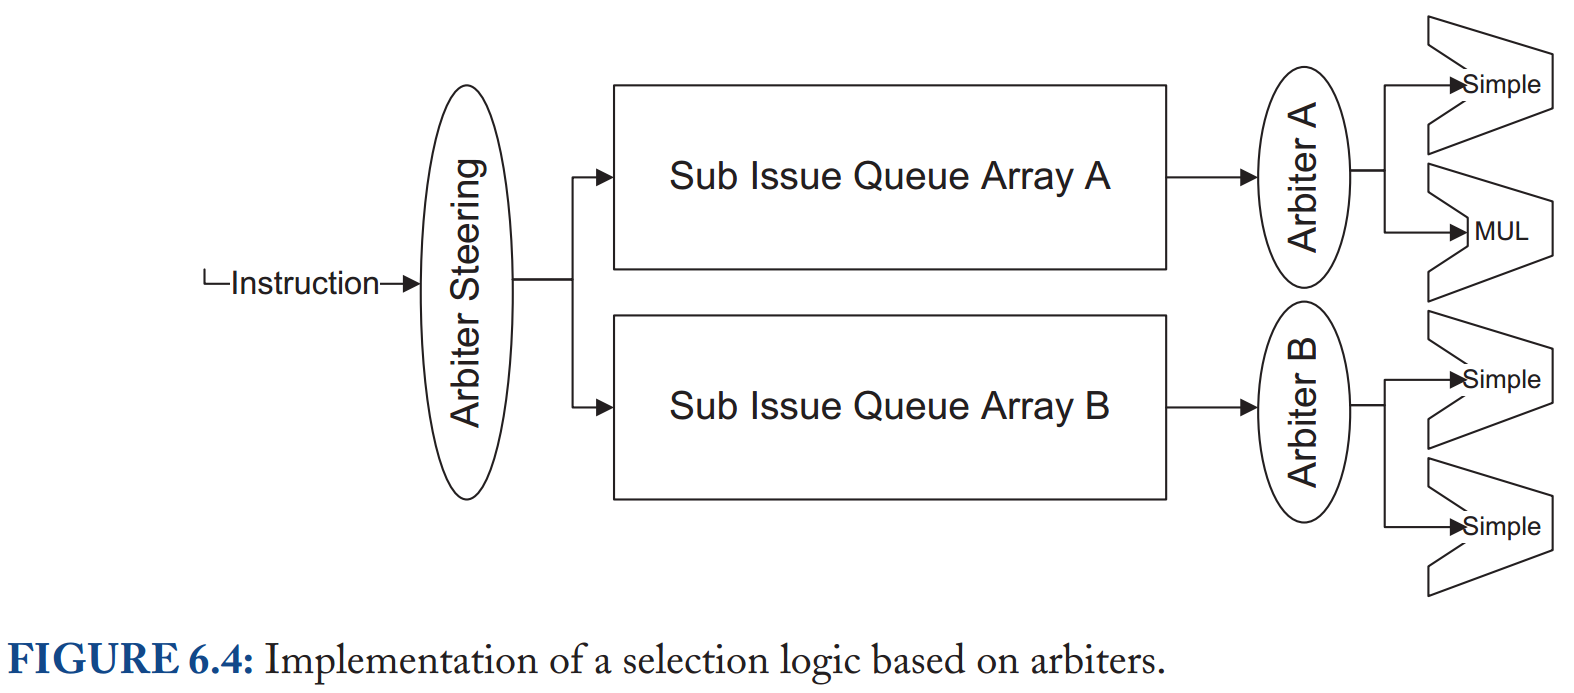 Instruction
Arbiter Steering
Sub Issue Queue Array A
Arbiter A
Simple
MUL
Sub Issue Queue Array B
Arbiter B
Simple
Simple
FIGURE 6.4: Implementation of a selection logic based on arbiters.